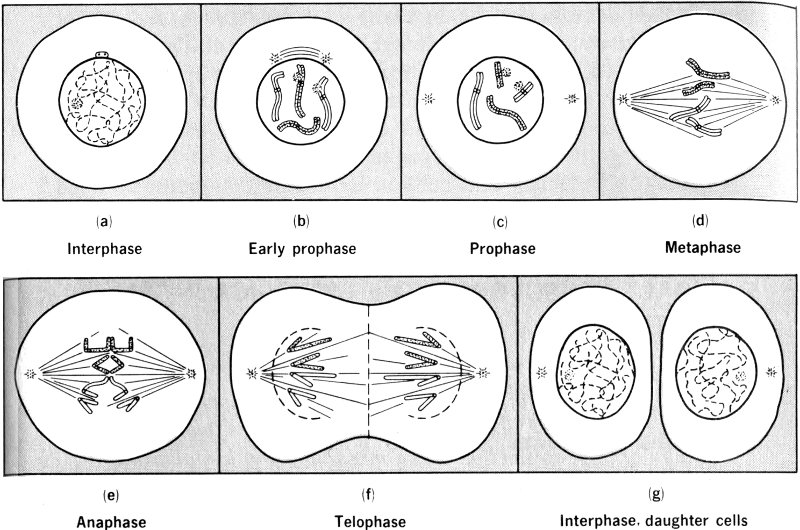 (a)
Interphase
(b)
Early prophase
(c)
Prophase
(d)
Metaphase
(e)
Anaphase
(f)
Telophase
(g)
Interphase, daughter cells